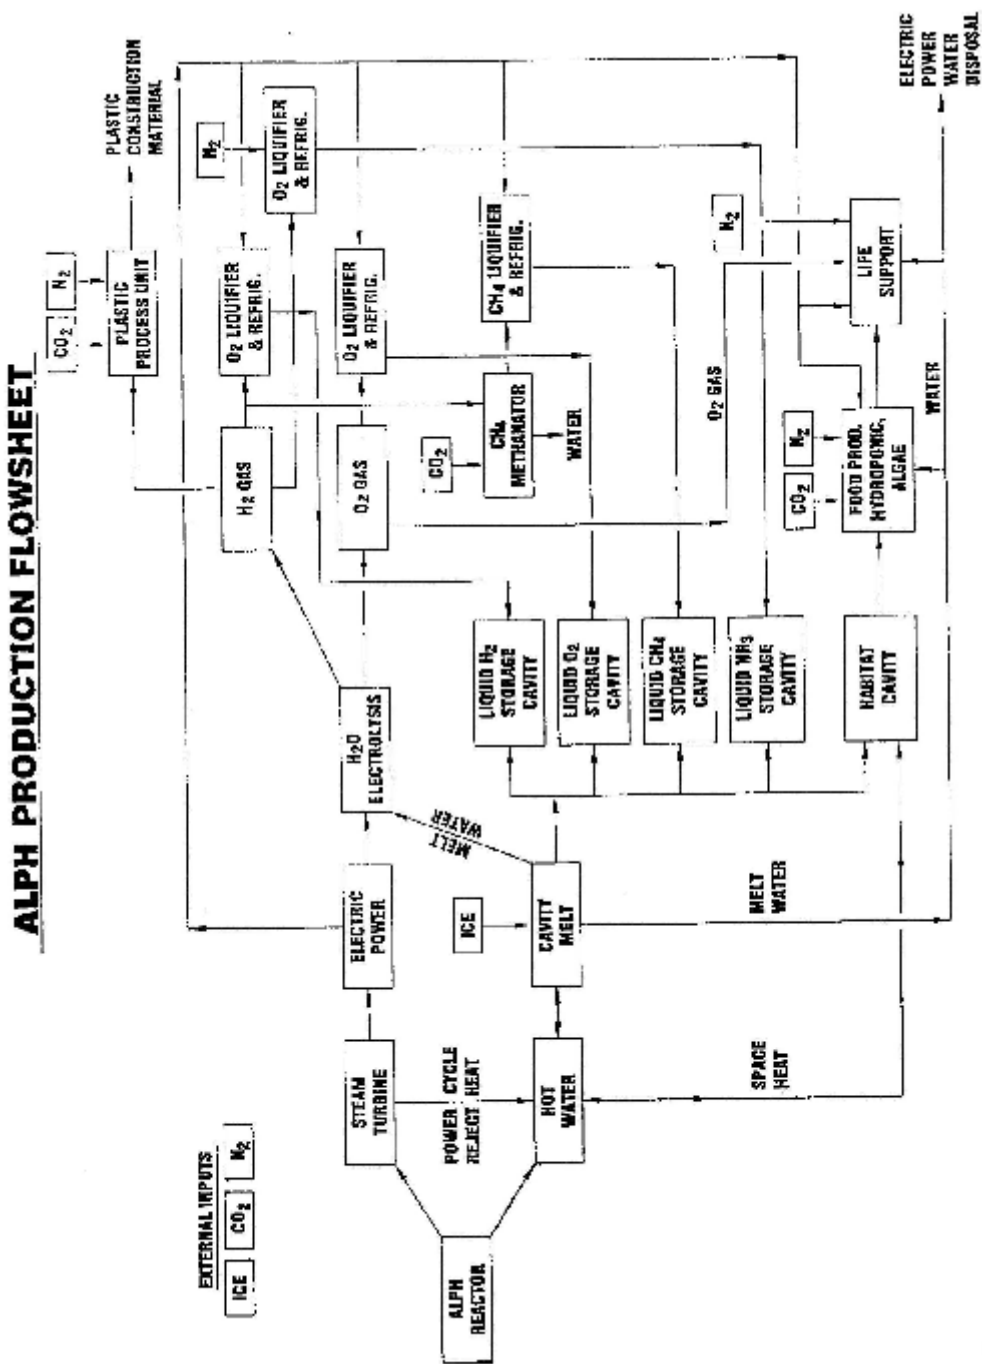 ALPH PRODUCTION FLOWSHEET
EXTERNAL INPUTS
ICE
CO2
N2
ALPH
REACTOR
STEAM
TURBINE
POWER CYCLE
REJECT HEAT
HOT
WATER
SPACE
HEAT
ELECTRIC
POWER
ICE
CAVITY
MELT
MELT
WATER
MELT
WATER
H2O
ELECTROLYSIS
LIQUID H2
STORAGE
CAVITY
LIQUID O2
STORAGE
CAVITY
LIQUID CH4
STORAGE
CAVITY
LIQUID NH3
STORAGE
CAVITY
HABITAT
CAVITY
H2 GAS
O2 GAS
CO2
CH4
METHANATOR
WATER
CO2
N2
FOOD PROD.
HYDROPONIC,
ALGAE
WATER
O2 GAS
CO2
N2
PLASTIC
PROCESS UNIT
O2 LIQUIFIER
& REFRIG.
O2 LIQUIFIER
& REFRIG.
CH4 LIQUIFIER
& REFRIG.
N2
LIFE
SUPPORT
N2
O2 LIQUIFIER
& REFRIG.
PLASTIC
CONSTRUCTION
MATERIAL
ELECTRIC
POWER
WATER
DISPOSAL